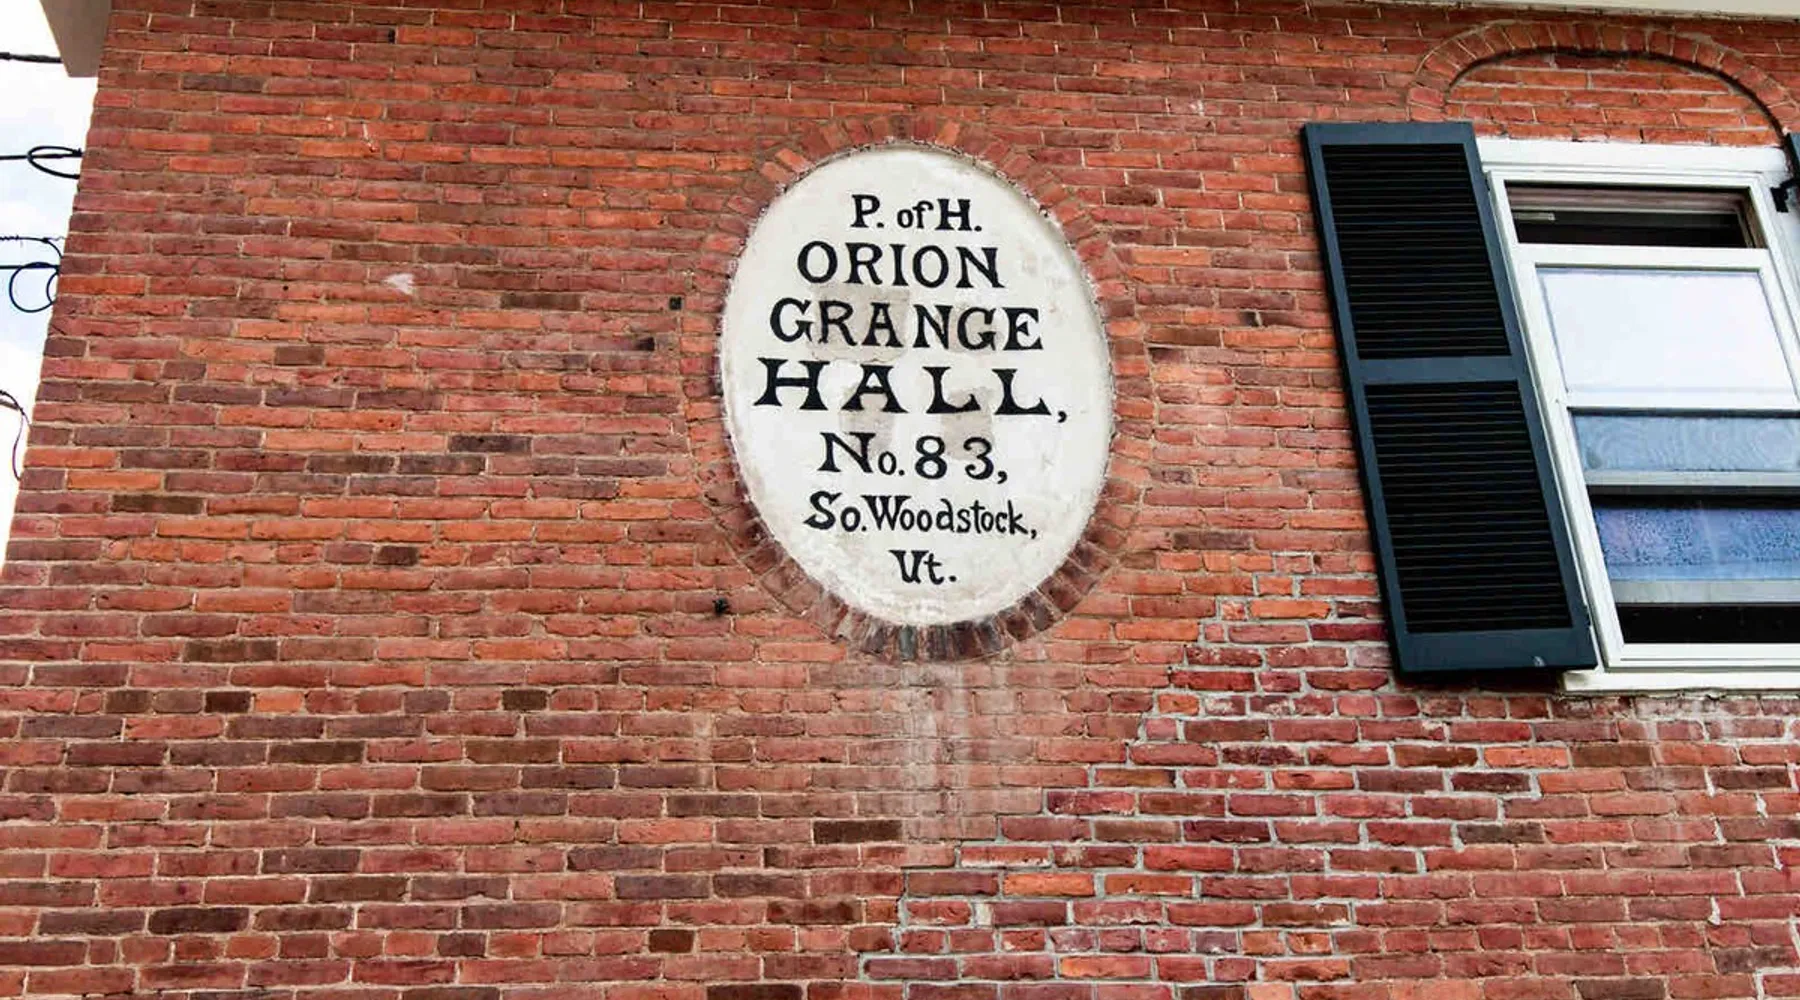 P. of H.
ORION
GRANGE
HALL,
No. 83,
So. Woodstock,
Vt.